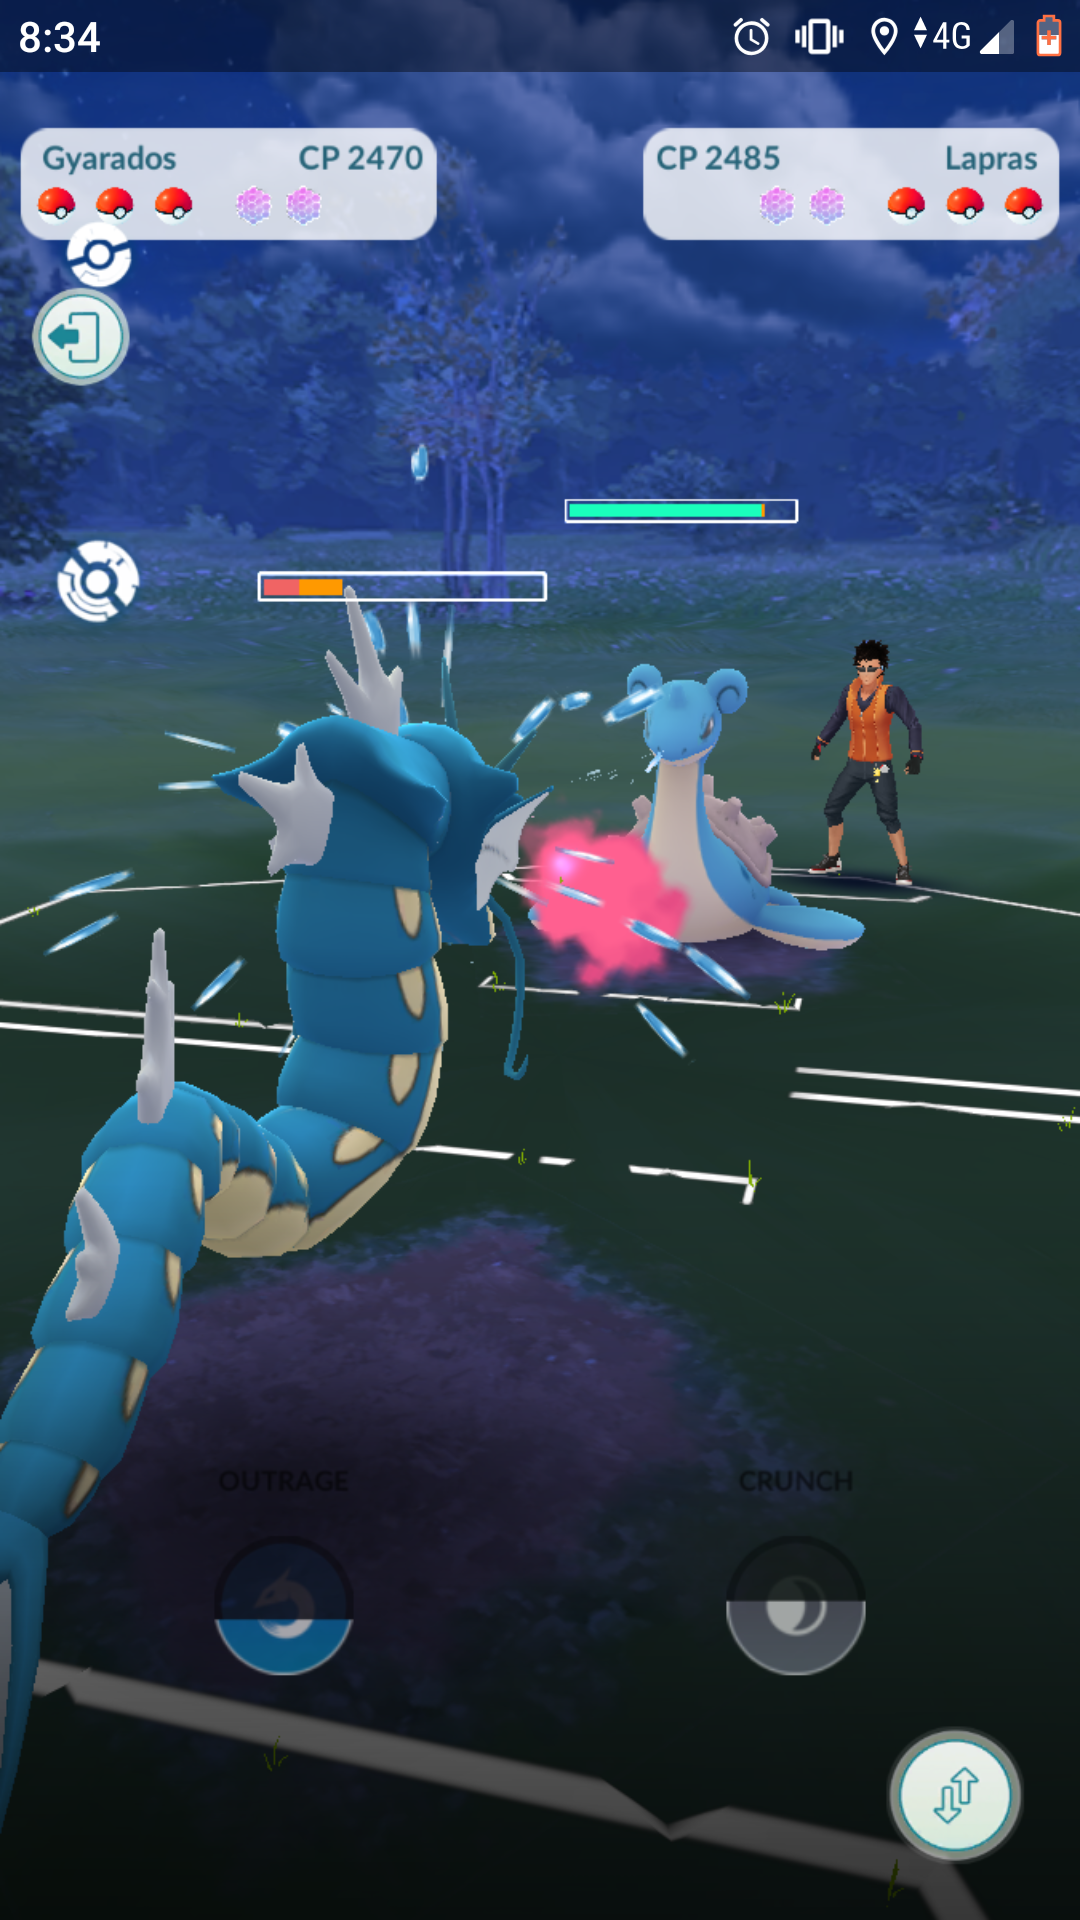 8:34
4G
Gyarados CP 2470
CP 2485 Lapras
OUTRAGE
CRUNCH